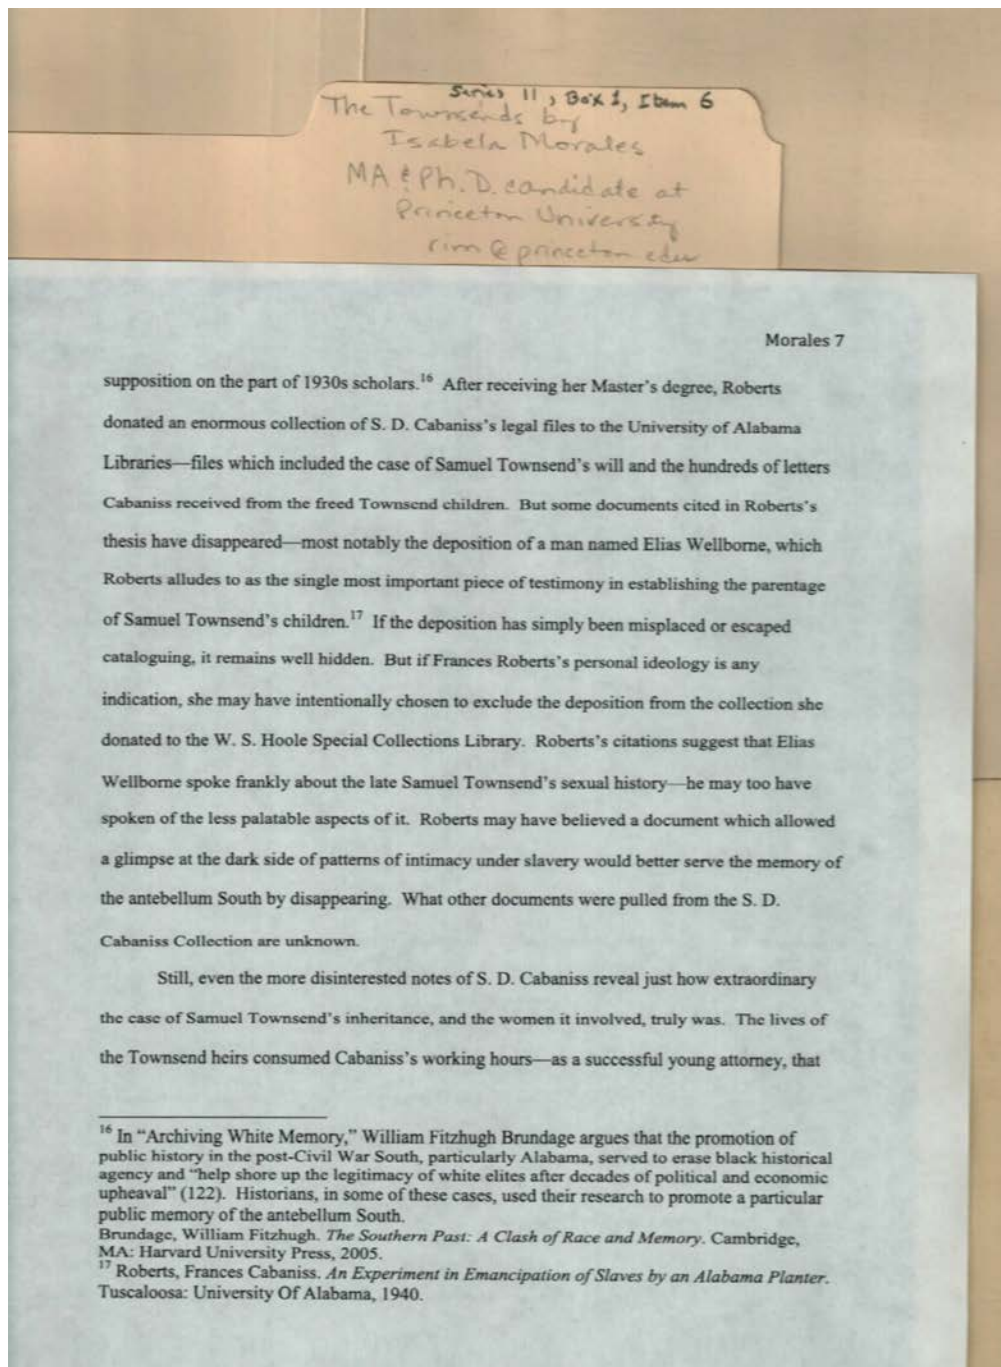 Series 11, Box 1, Item 6
The Townsends by
Isabela Morales
MA & Ph.D. candidate at
Princeton University
rim@princeton edu
Morales 7
supposition on the part of 1930s scholars.16 After receiving her Master's degree, Roberts
donated an enormous collection of S. D. Cabaniss's legal files to the University of Alabama
Libraries—files which included the case of Samuel Townsend's will and the hundreds of letters
Cabaniss received from the freed Townsend children. But some documents cited in Roberts's
thesis have disappeared—most notably the deposition of a man named Elias Wellborne, which
Roberts alludes to as the single most important piece of testimony in establishing the parentage
of Samuel Townsend's children.17 If the deposition has simply been misplaced or escaped
cataloguing, it remains well hidden. But if Frances Roberts's personal ideology is any
indication, she may have intentionally chosen to exclude the deposition from the collection she
donated to the W. S. Hoole Special Collections Library. Roberts's citations suggest that Elias
Wellborne spoke frankly about the late Samuel Townsend's sexual history—he may too have
spoken of the less palatable aspects of it. Roberts may have believed a document which allowed
a glimpse at the dark side of patterns of intimacy under slavery would better serve the memory of
the antebellum South by disappearing. What other documents were pulled from the S. D.
Cabaniss Collection are unknown.
Still, even the more disinterested notes of S. D. Cabaniss reveal just how extraordinary
the case of Samuel Townsend's inheritance, and the women it involved, truly was. The lives of
the Townsend heirs consumed Cabaniss's working hours—as a successful young attorney, that
16 In "Archiving White Memory," William Fitzhugh Brundage argues that the promotion of
public history in the post-Civil War South, particularly Alabama, served to erase black historical
agency and "help shore up the legitimacy of white elites after decades of political and economic
upheaval" (122). Historians, in some of these cases, used their research to promote a particular
public memory of the antebellum South.
Brundage, William Fitzhugh. The Southern Past: A Clash of Race and Memory. Cambridge,
MA: Harvard University Press, 2005.
17 Roberts, Frances Cabaniss. An Experiment in Emancipation of Slaves by an Alabama Planter.
Tuscaloosa: University Of Alabama, 1940.